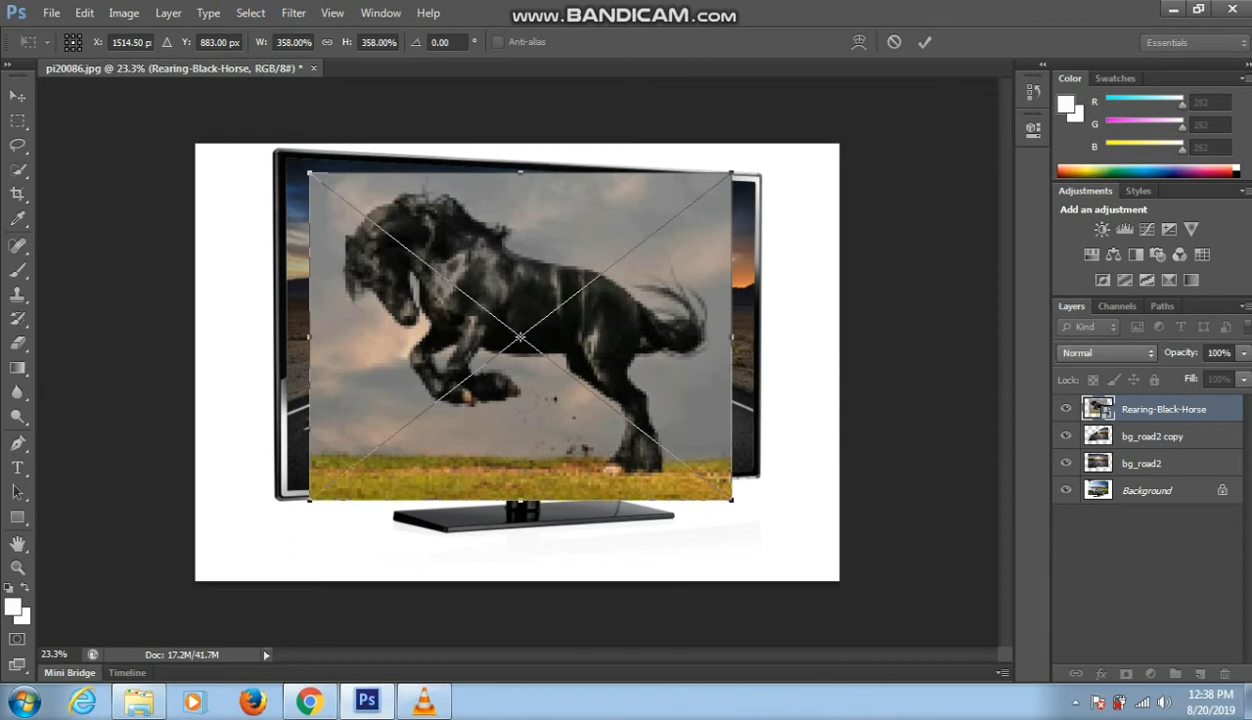 Ps File Edit Image Layer Type Select Filter View Window Help
WWW.BANDICAM.COM
X: 1514.50 p Y: 883.00 px W: 358.00% H: 358.00% 0.00 ° Anti-alias Essentials
pi20086.jpg @ 23.3% (Rearing-Black-Horse, RGB/8#) * ×
Color Swatches
R 252
G 252
B 252
Adjustments Styles
Add an adjustment
Layers Channels Paths
Kind
Normal Opacity: 100%
Lock: Fill: 100%
Rearing-Black-Horse
bg_road2 copy
bg_road2
Background
23.3% Doc: 17.2M/41.7M
Mini Bridge Timeline
Ps 12:38 PM
8/20/2019